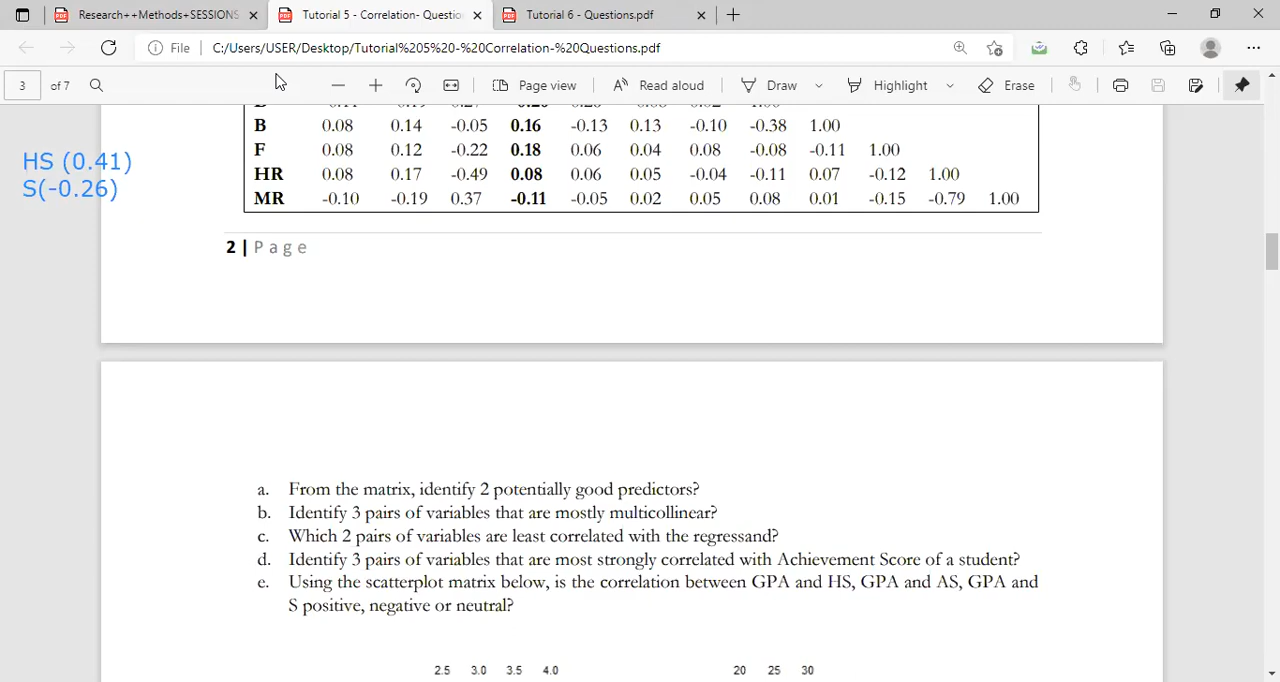 Research++Methods+SESSIONS
Tutorial 5 - Correlation- Questio
Tutorial 6 - Questions.pdf
File
C:/Users/USER/Desktop/Tutorial%205%20-%20Correlation-%20Questions.pdf
3 of 7
Page view
Read aloud
Draw
Highlight
Erase
B 0.08 0.14 -0.05 0.16 -0.13 0.13 -0.10 -0.38 1.00
F 0.08 0.12 -0.22 0.18 0.06 0.04 0.08 -0.08 -0.11 1.00
HR 0.08 0.17 -0.49 0.08 0.06 0.05 -0.04 -0.11 0.07 -0.12 1.00
MR -0.10 -0.19 0.37 -0.11 -0.05 0.02 0.05 0.08 0.01 -0.15 -0.79 1.00
HS (0.41)
S(-0.26)
2 | Page
a. From the matrix, identify 2 potentially good predictors?
b. Identify 3 pairs of variables that are mostly multicollinear?
c. Which 2 pairs of variables are least correlated with the regressand?
d. Identify 3 pairs of variables that are most strongly correlated with Achievement Score of a student?
e. Using the scatterplot matrix below, is the correlation between GPA and HS, GPA and AS, GPA and
S positive, negative or neutral?
2.5 3.0 3.5 4.0 20 25 30